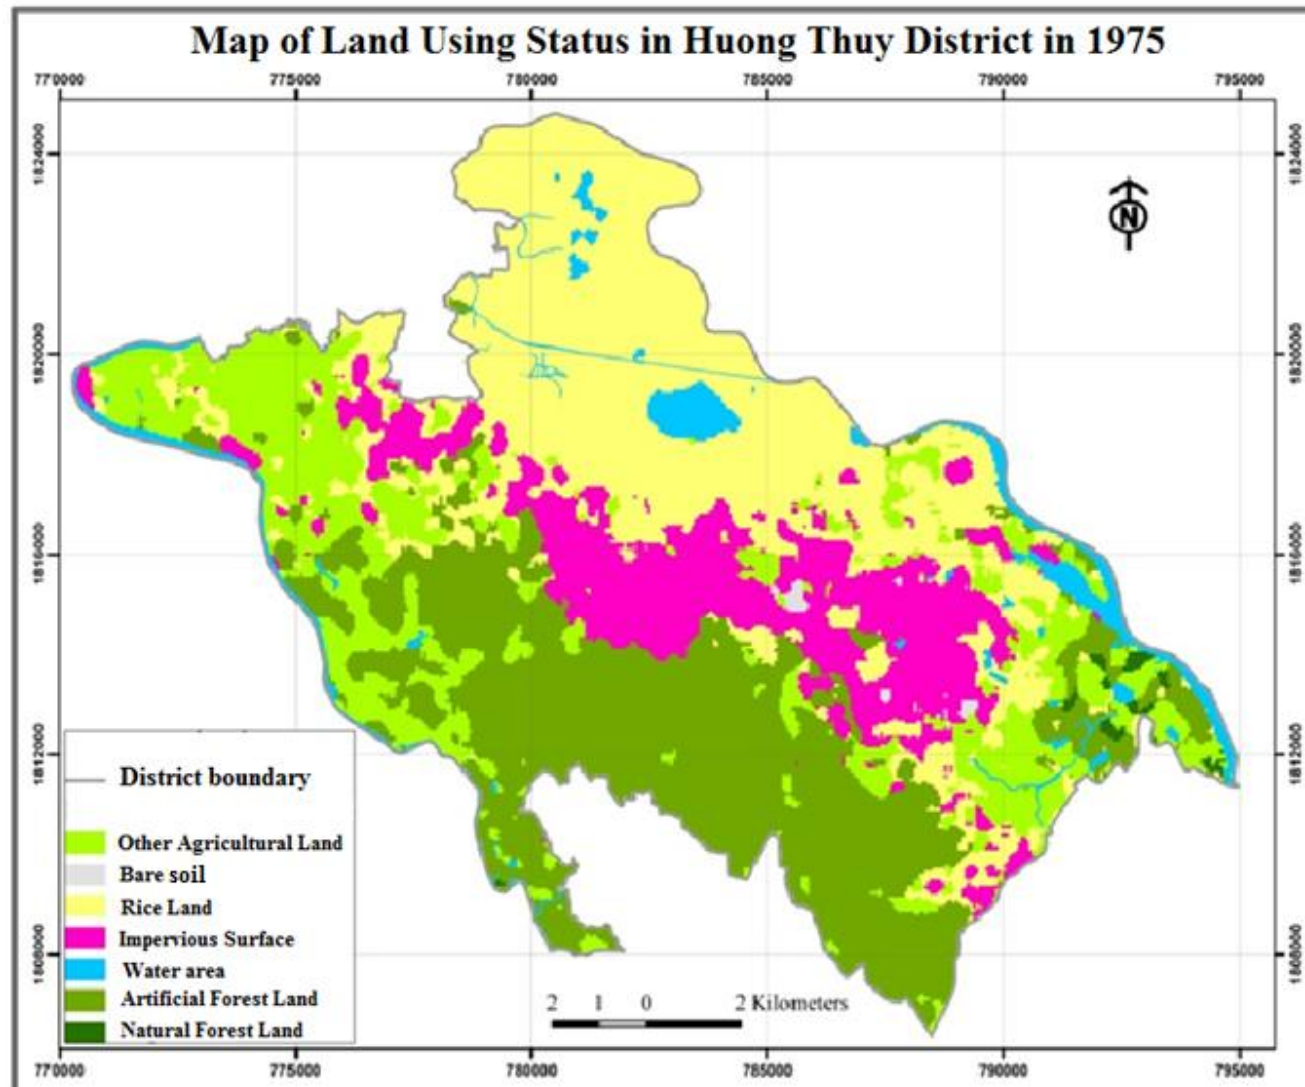 Map of Land Using Status in Huong Thuy District in 1975
770000 775000 780000 785000 790000 795000
1824000 1824000
N
1820000 1820000
1816000 1816000
1812000 1812000
District boundary
Other Agricultural Land
Bare soil
Rice Land
Impervious Surface
Water area
1808000 1808000
Artificial Forest Land
2 1 0 2 Kilometers
Natural Forest Land
770000 775000 780000 785000 790000 795000